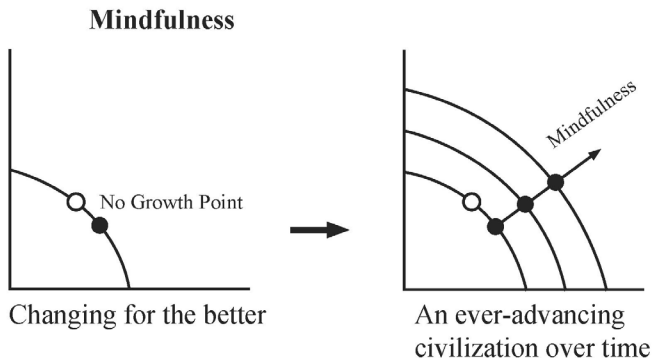 Mindfulness
No Growth Point
Changing for the better
Mindfulness
An ever-advancing
civilization over time